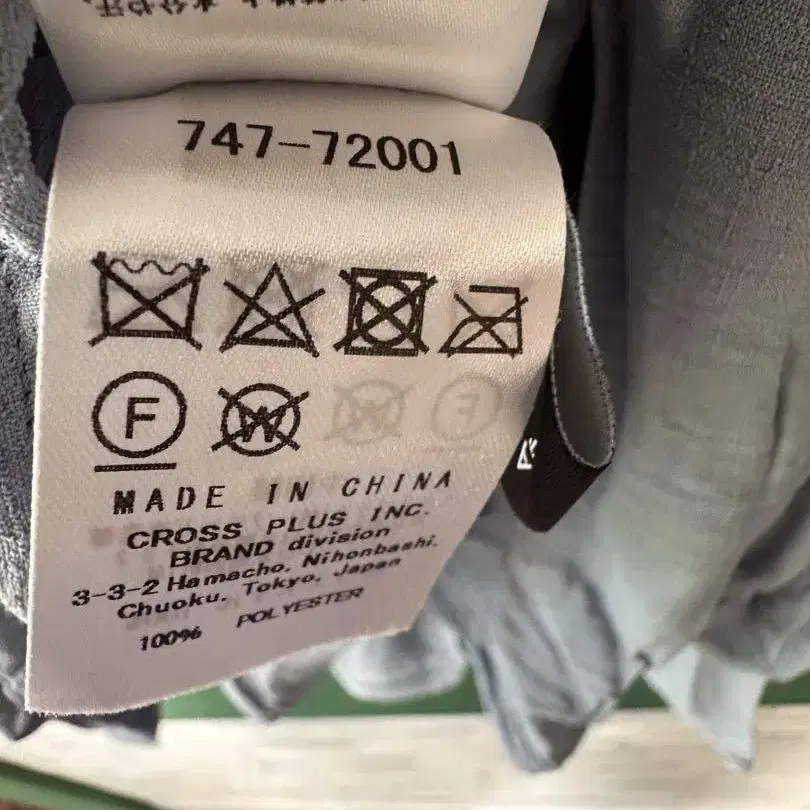 747-72001
F W
MADE IN CHINA
CROSS PLUS INC.
BRAND division
3-3-2 Hamacho, Nihonbashi,
Chuoku, Tokyo, Japan
100% POLYESTER